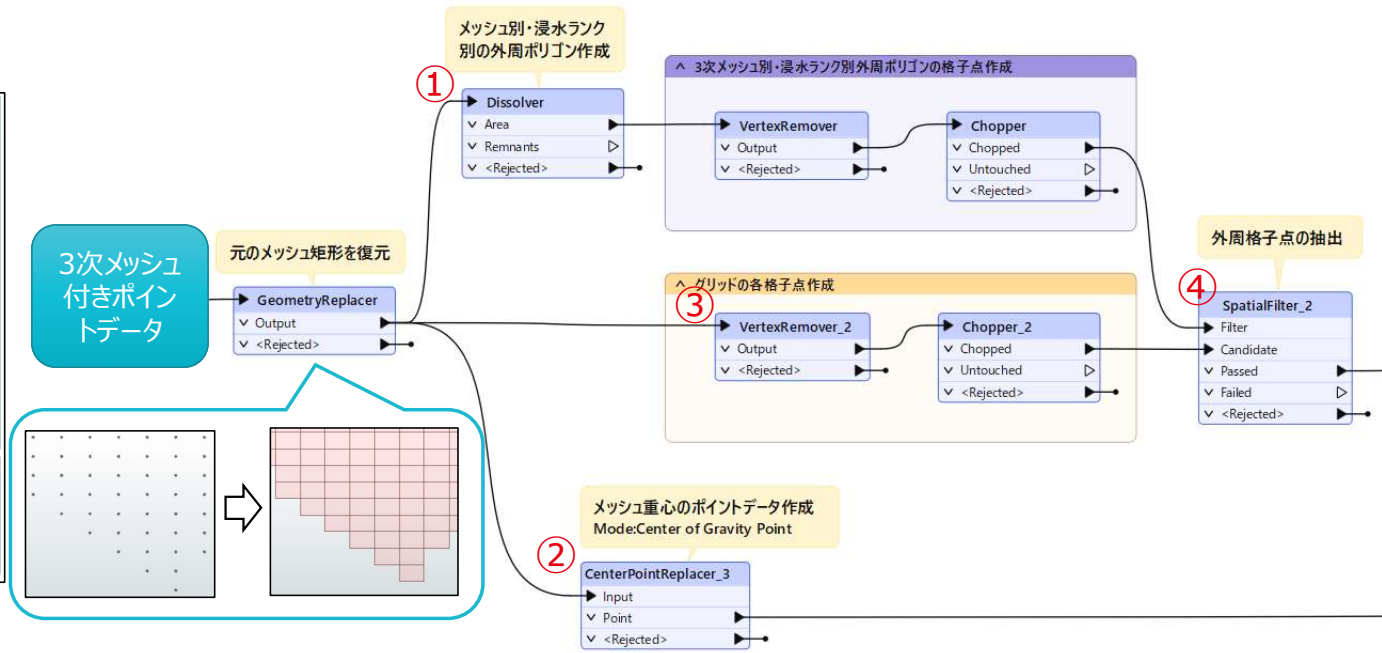 メッシュ別・浸水ランク
別の外周ポリゴン作成
①
Dissolver
Area
Remnants
<Rejected>
3次メッシュ別・浸水ランク別外周ポリゴンの格子点作成
VertexRemover
Output
<Rejected>
Chopper
Chopped
Untouched
<Rejected>
3次メッシュ
付きポイン
トデータ
元のメッシュ矩形を復元
GeometryReplacer
Output
<Rejected>
グリッドの各格子点作成
③
VertexRemover_2
Output
<Rejected>
Chopper_2
Chopped
Untouched
<Rejected>
外周格子点の抽出
④
SpatialFilter_2
Filter
Candidate
Passed
Failed
<Rejected>
メッシュ重心のポイントデータ作成
Mode:Center of Gravity Point
②
CenterPointReplacer_3
Input
Point
<Rejected>